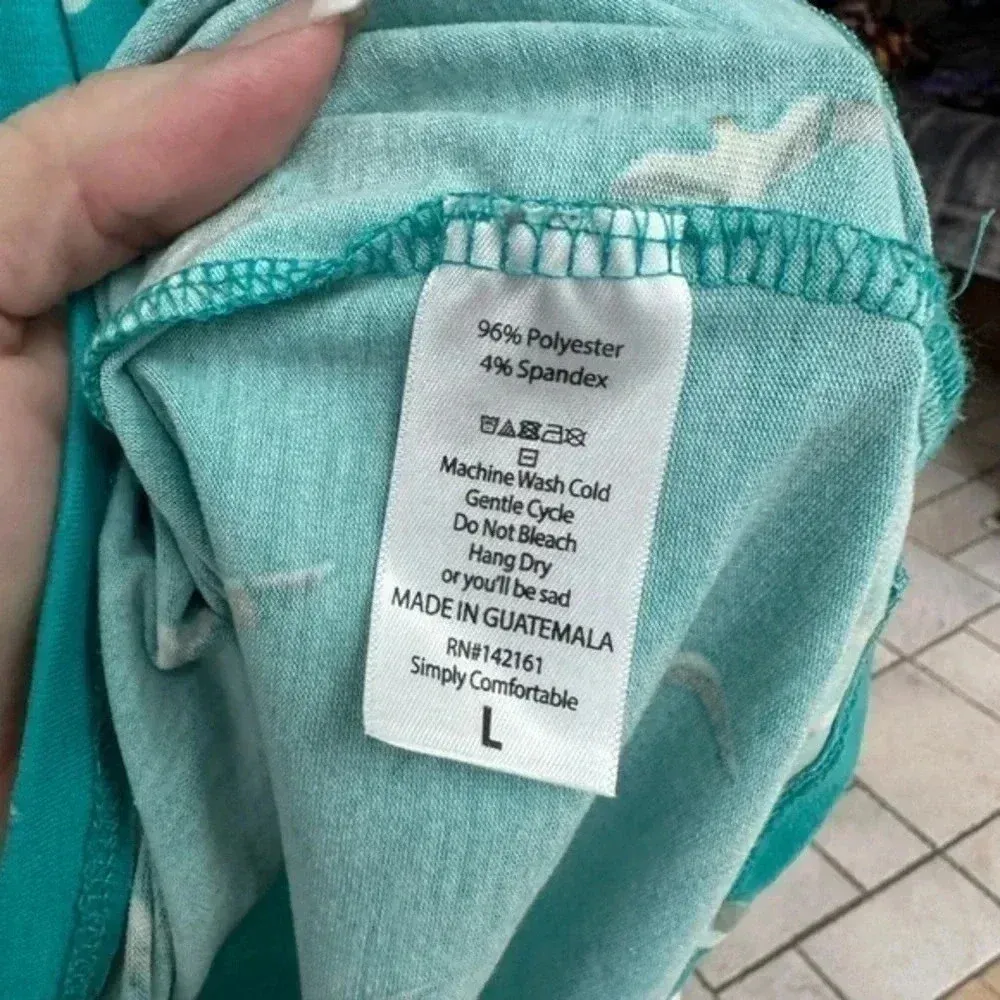 96% Polyester
4% Spandex
Machine Wash Cold
Gentle Cycle
Do Not Bleach
Hang Dry
or you'll be sad
MADE IN GUATEMALA
RN#142161
Simply Comfortable
L